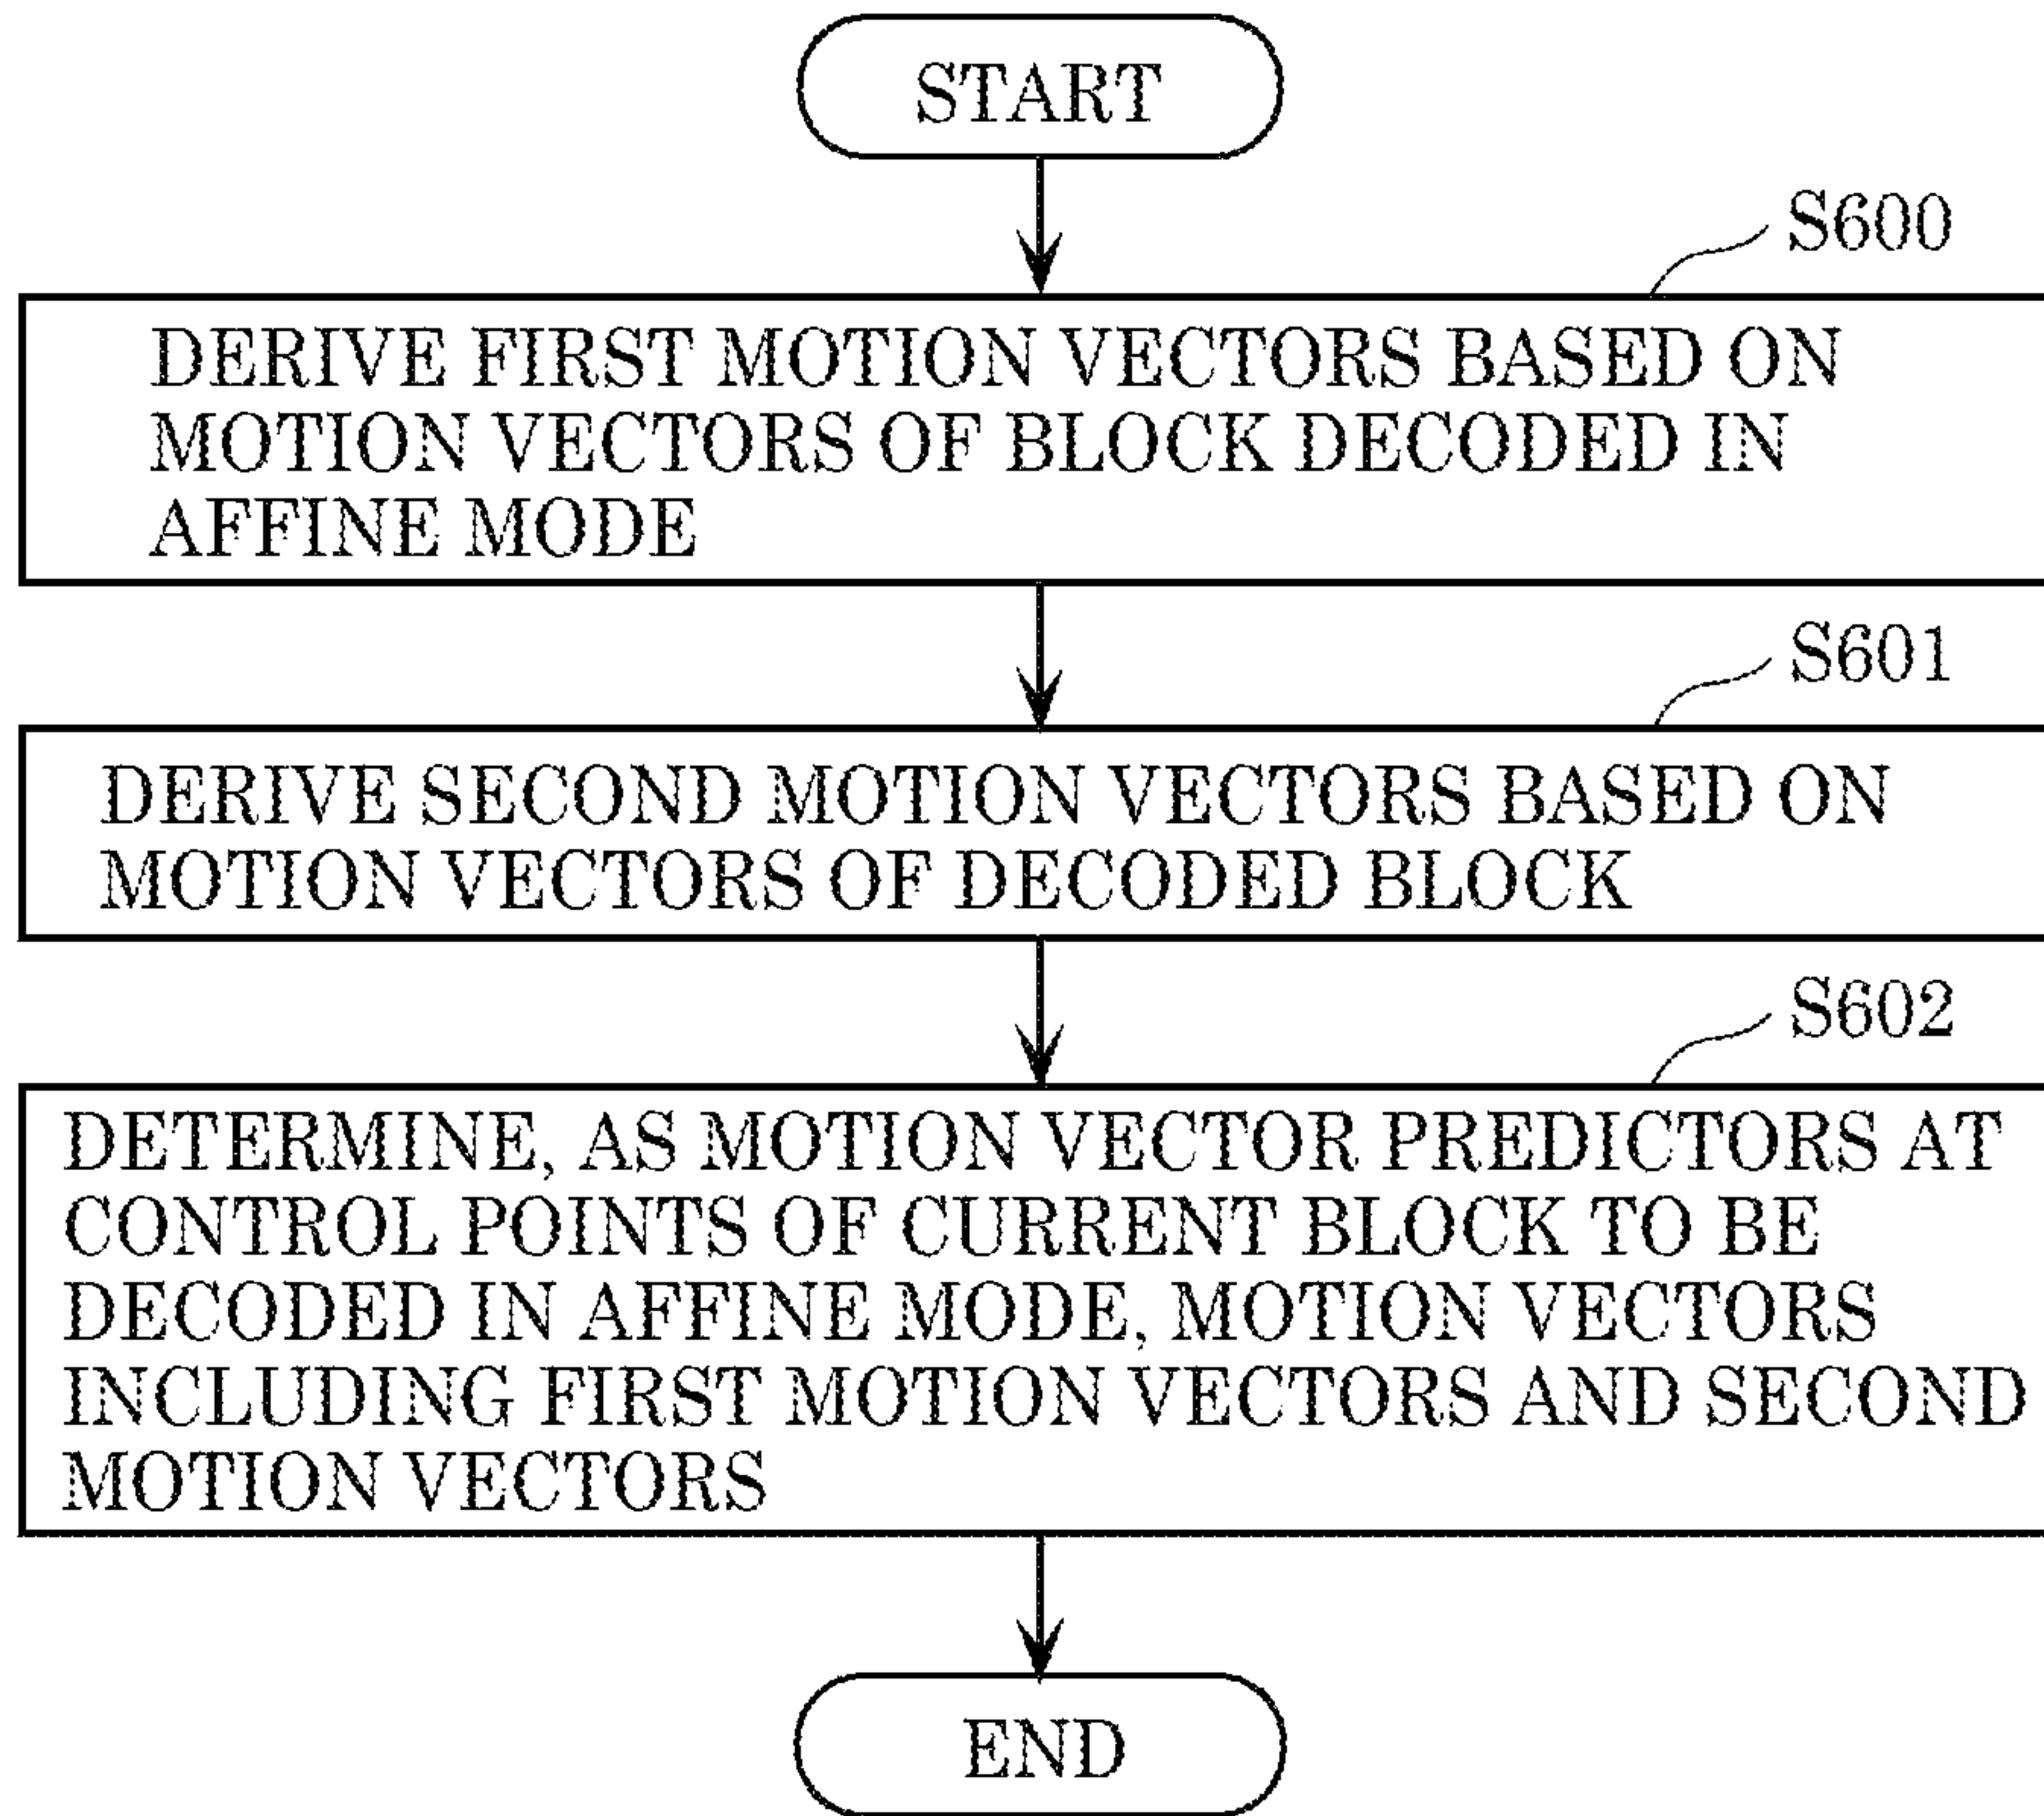 START
S600
DERIVE FIRST MOTION VECTORS BASED ON
MOTION VECTORS OF BLOCK DECODED IN
AFFINE MODE
S601
DERIVE SECOND MOTION VECTORS BASED ON
MOTION VECTORS OF DECODED BLOCK
S602
DETERMINE, AS MOTION VECTOR PREDICTORS AT
CONTROL POINTS OF CURRENT BLOCK TO BE
DECODED IN AFFINE MODE, MOTION VECTORS
INCLUDING FIRST MOTION VECTORS AND SECOND
MOTION VECTORS
END